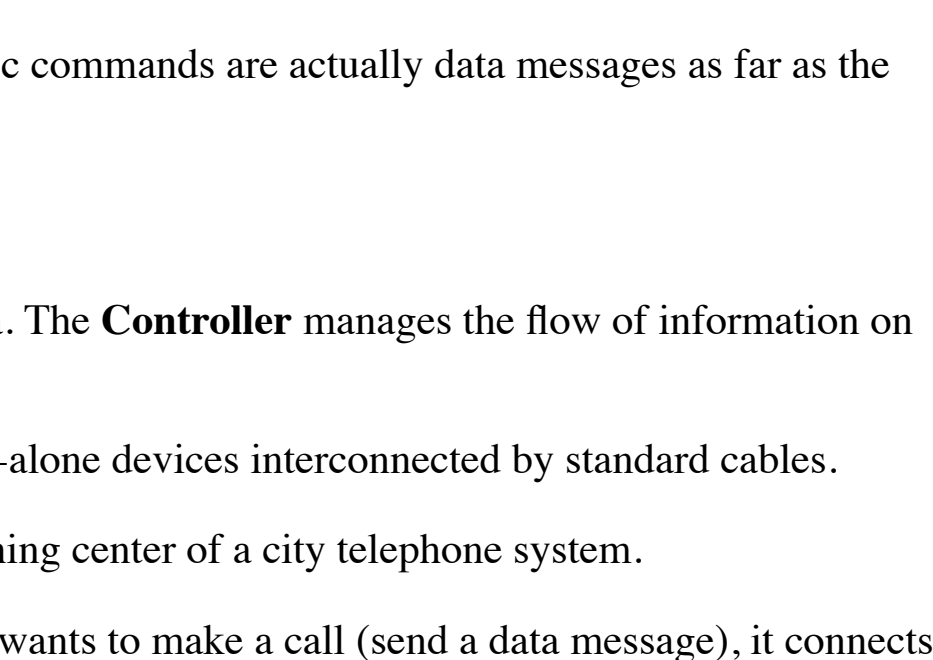 c commands are actually data messages as far as the
. The Controller manages the flow of information on
-alone devices interconnected by standard cables.
ing center of a city telephone system.
wants to make a call (send a data message), it connects